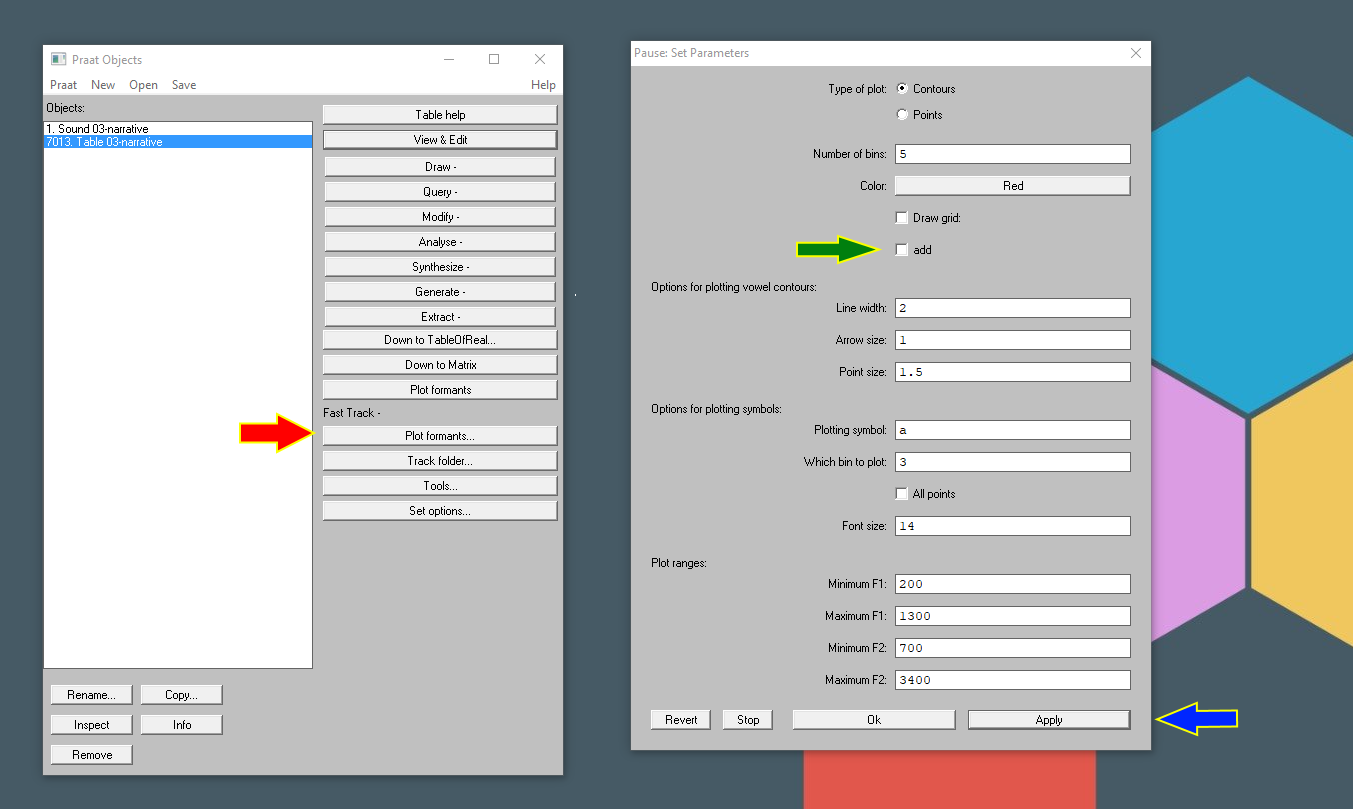 Praat Objects
Praat New Open Save Help
Objects:
1. Sound 03-narrative
7013. Table 03-narrative
Table help
View & Edit
Draw -
Query -
Modify -
Analyse -
Synthesize -
Generate -
Extract -
Down to TableOfReal...
Down to Matrix
Plot formants
Fast Track -
Plot formants...
Track folder...
Tools...
Set options...
Rename... Copy...
Inspect Info
Remove
Pause: Set Parameters
Type of plot: Contours
Points
Number of bins: 5
Color: Red
Draw grid:
add
Options for plotting vowel contours:
Line width: 2
Arrow size: 1
Point size: 1.5
Options for plotting symbols:
Plotting symbol: a
Which bin to plot: 3
All points
Font size: 14
Plot ranges:
Minimum F1: 200
Maximum F1: 1300
Minimum F2: 700
Maximum F2: 3400
Revert Stop Ok Apply